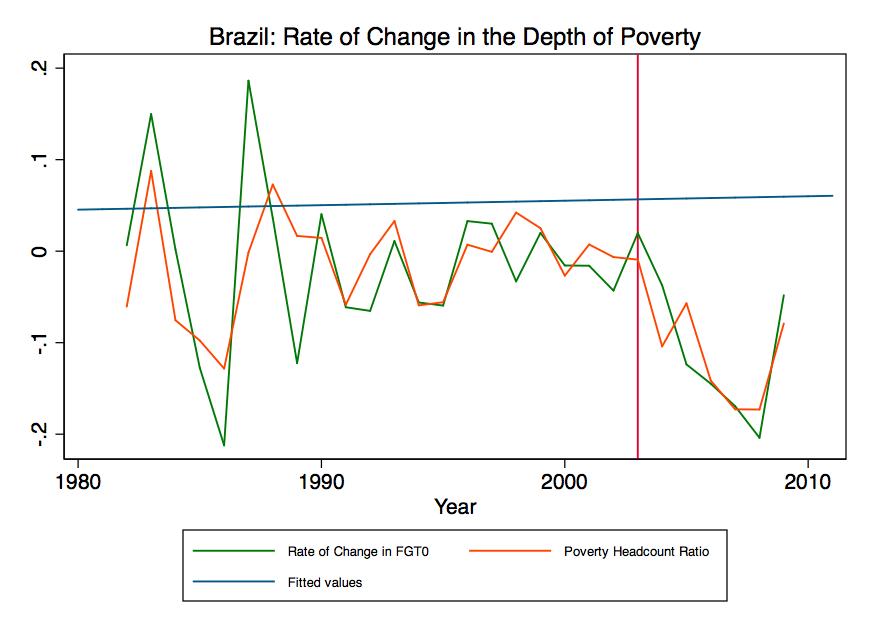 Brazil: Rate of Change in the Depth of Poverty
.2
.1
0
-.1
-.2
1980 1990 2000 2010
Year
Rate of Change in FGT0 Poverty Headcount Ratio
Fitted values